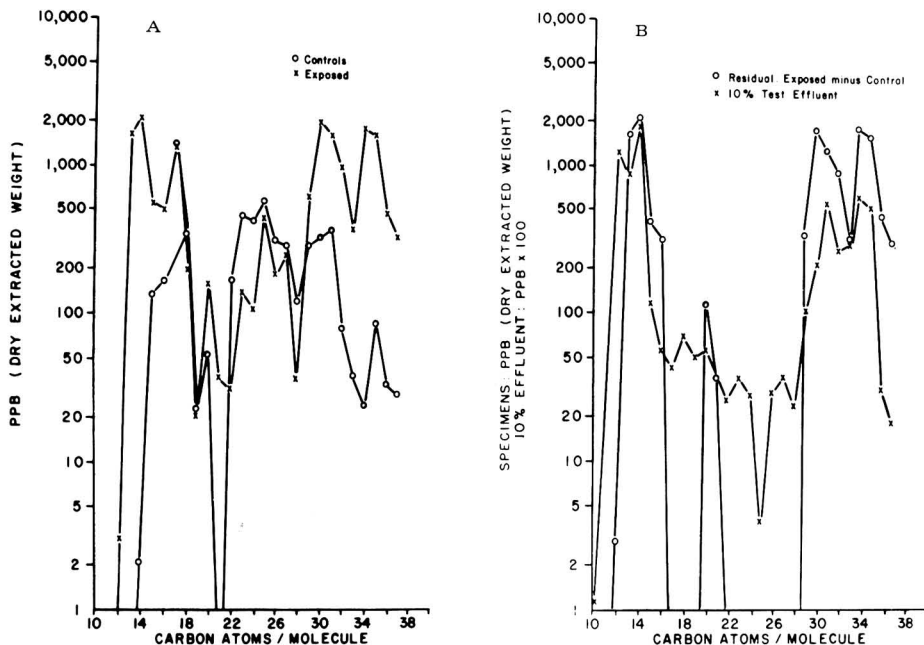 A
10,000
5,000
2,000
1,000
500
200
100
50
20
10
5
2
1
PPB (DRY EXTRACTED WEIGHT)
o Controls
x Exposed
10 14 18 22 26 30 34 38
CARBON ATOMS / MOLECULE
B
10,000
5,000
2,000
1,000
500
200
100
50
20
10
5
2
1
SPECIMENS PPB (DRY EXTRACTED WEIGHT)
10% EFFLUENT: PPB x 100
o Residual Exposed minus Control
x 10% Test Effluent
10 14 18 22 26 30 34 38
CARBON ATOMS / MOLECULE